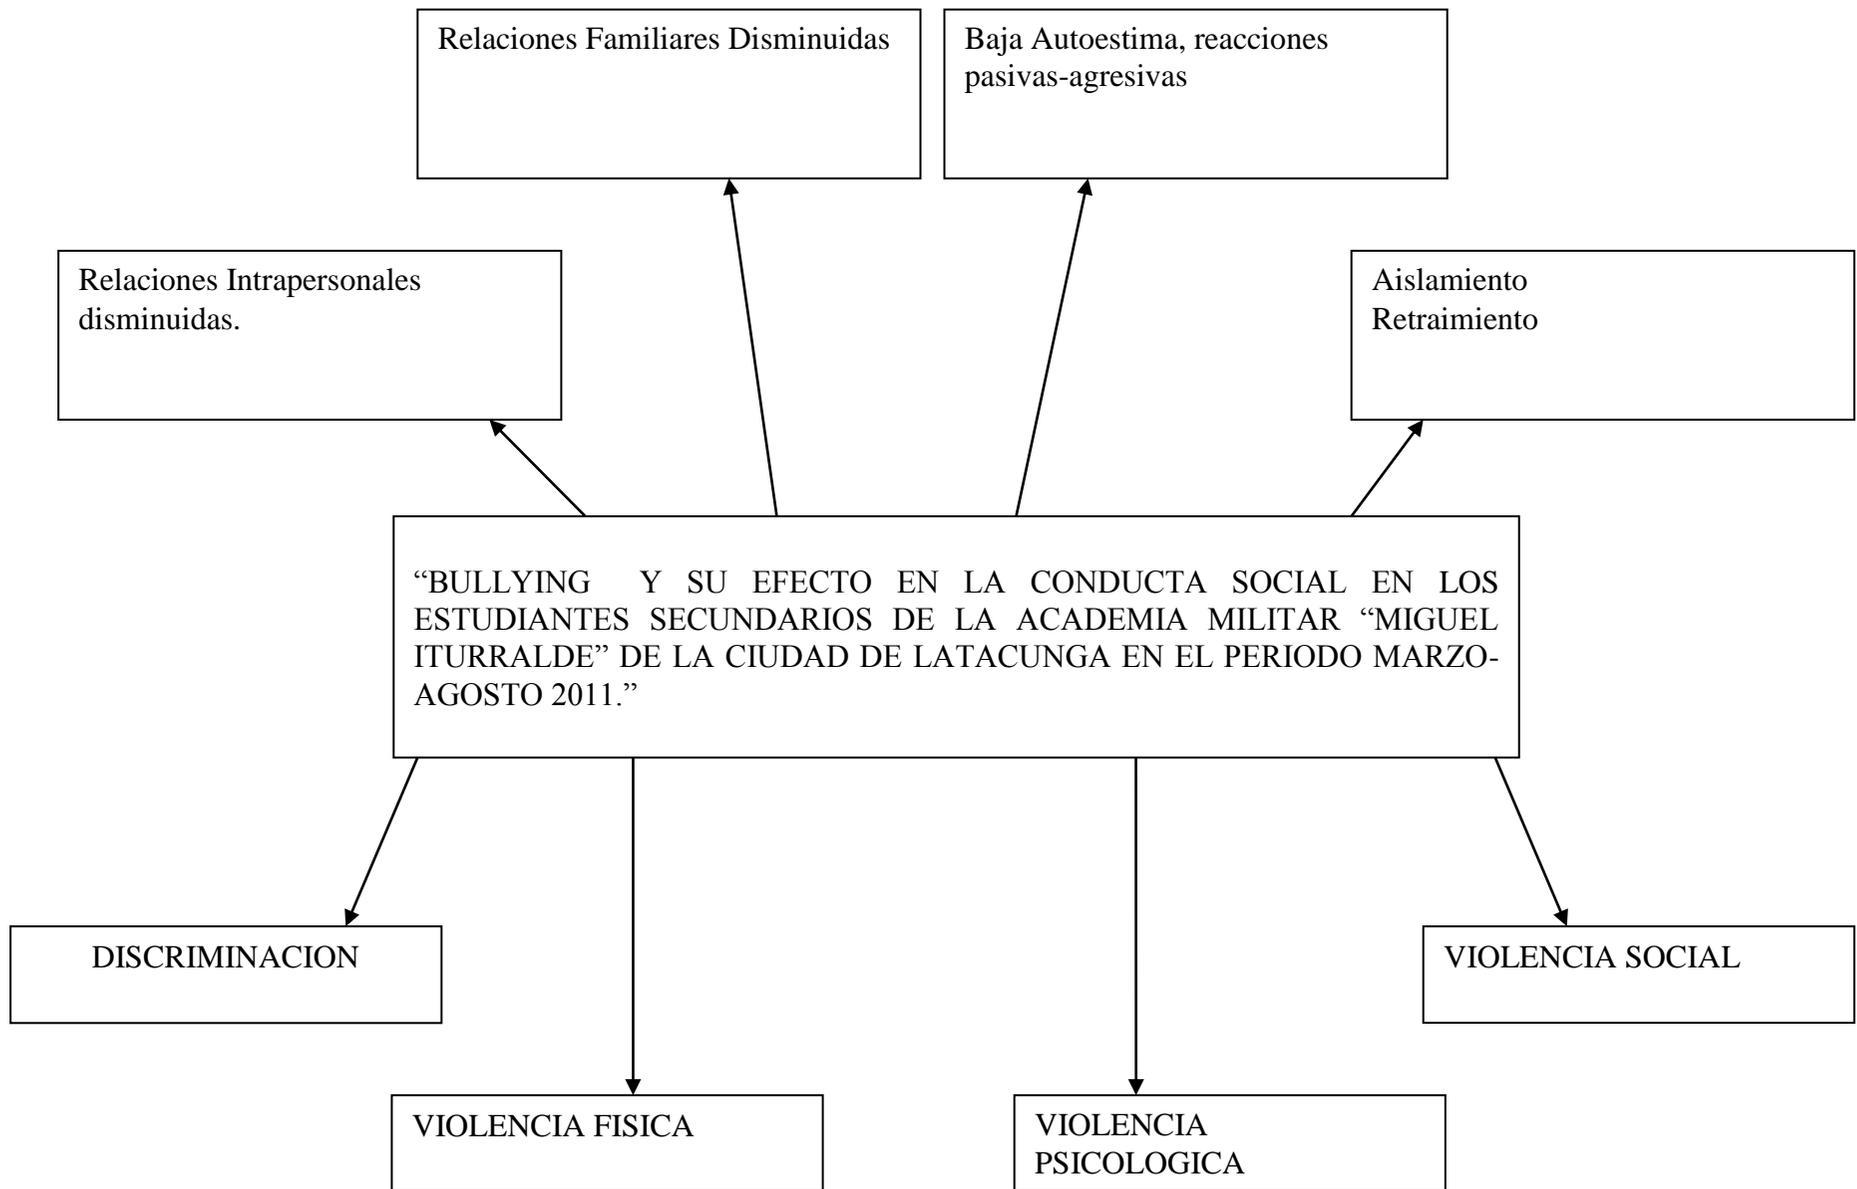 Relaciones Familiares Disminuidas
Baja Autoestima, reacciones
pasivas-agresivas
Relaciones Intrapersonales
disminuidas.
Aislamiento
Retraimiento
“BULLYING Y SU EFECTO EN LA CONDUCTA SOCIAL EN LOS
ESTUDIANTES SECUNDARIOS DE LA ACADEMIA MILITAR “MIGUEL
ITURRALDE” DE LA CIUDAD DE LATACUNGA EN EL PERIODO MARZO-
AGOSTO 2011.”
DISCRIMINACION
VIOLENCIA SOCIAL
VIOLENCIA FISICA
VIOLENCIA
PSICOLOGICA